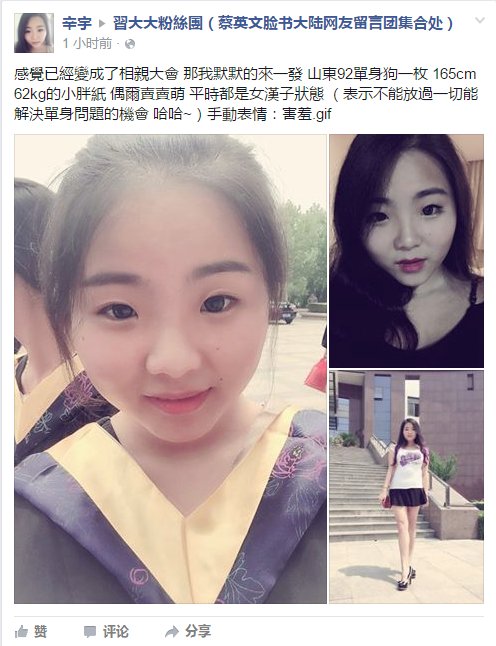 辛宇 ▸ 習大大粉絲團（蔡英文脸书大陆网友留言团集合处）
1 小时前 ·
感覺已經變成了相親大會 那我默默的來一發 山東92單身狗一枚 165cm
62kg的小胖紙 偶爾賣賣萌 平時都是女漢子狀態 （表示不能放過一切能
解決單身問題的機會 哈哈~）手動表情：害羞.gif
赞 评论 分享